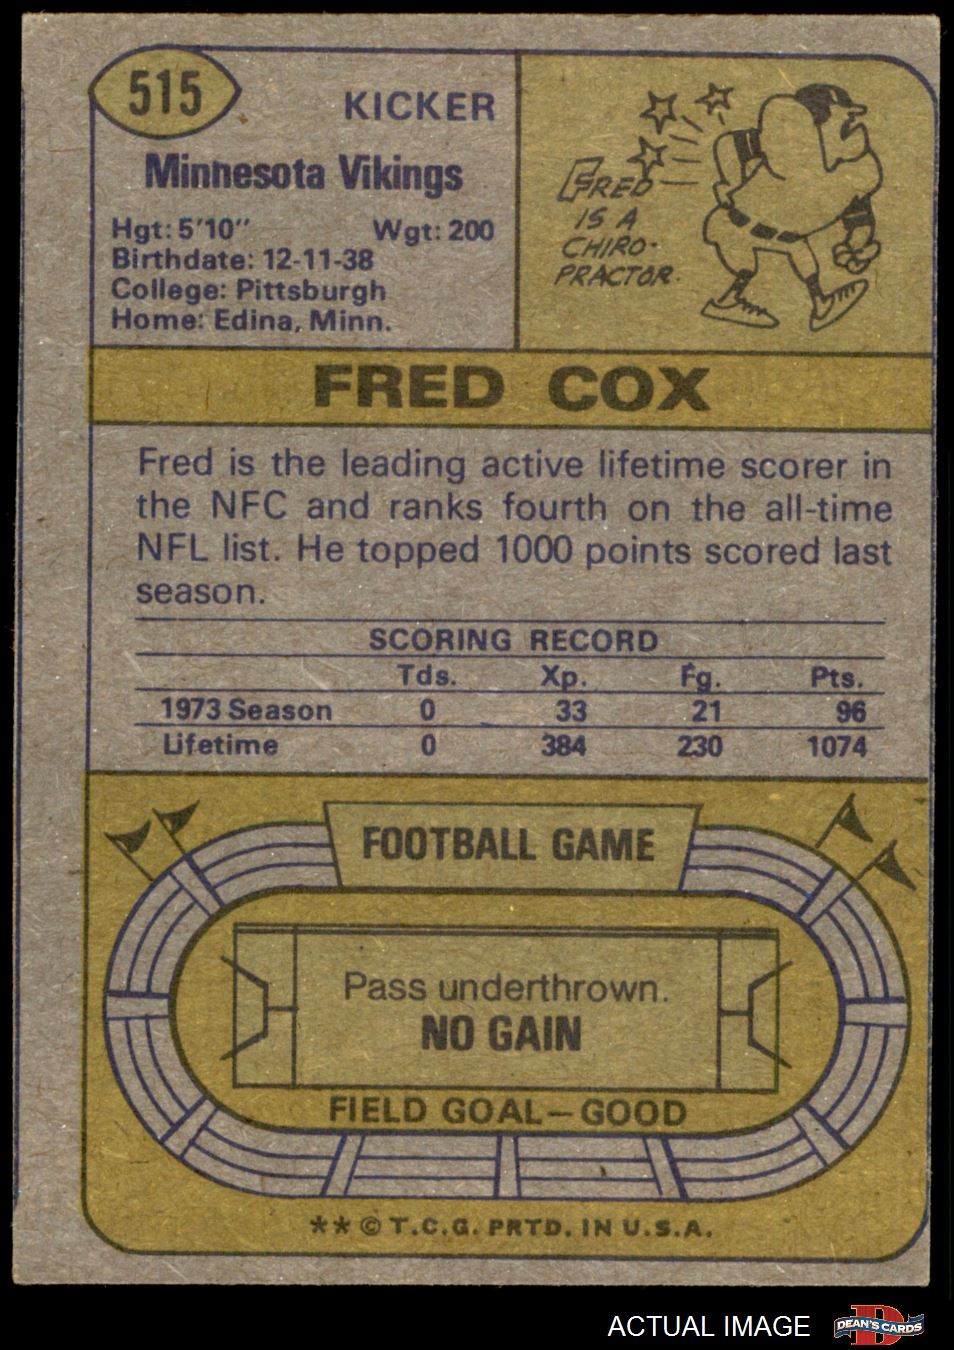 515
KICKER
Minnesota Vikings
Hgt: 5'10" Wgt: 200
Birthdate: 12-11-38
College: Pittsburgh
Home: Edina, Minn.
FRED
IS A
CHIRO-
PRACTOR.
FRED COX
Fred is the leading active lifetime scorer in
the NFC and ranks fourth on the all-time
NFL list. He topped 1000 points scored last
season.
SCORING RECORD
Tds. Xp. Fg. Pts.
1973 Season 0 33 21 96
Lifetime 0 384 230 1074
FOOTBALL GAME
Pass underthrown.
NO GAIN
FIELD GOAL—GOOD
** © T.C.G. PRTD. IN U.S.A.
ACTUAL IMAGE
D
DEAN'S CARDS